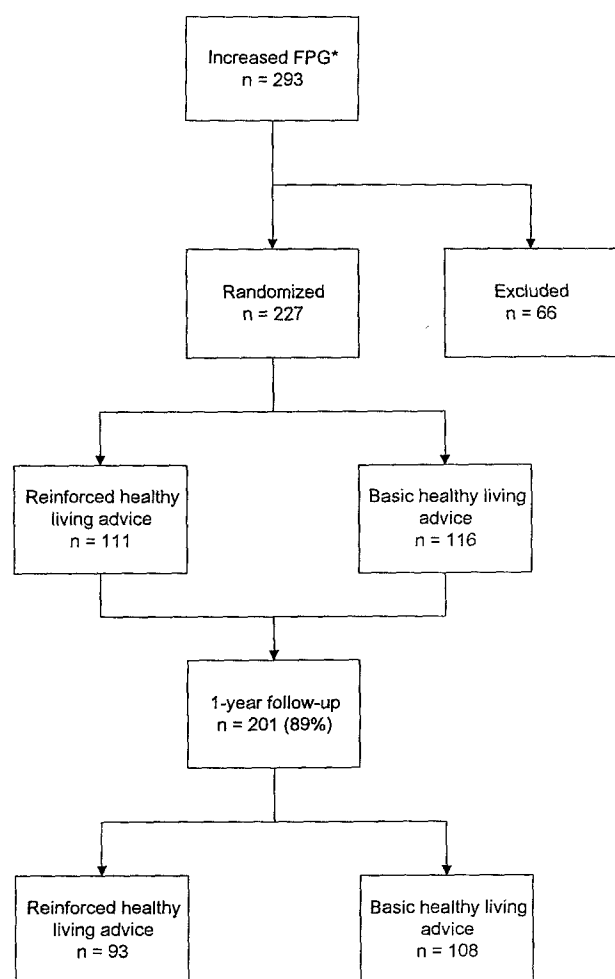 Increased FPG*
n = 293
Randomized
n = 227
Excluded
n = 66
Reinforced healthy
living advice
n = 111
Basic healthy living
advice
n = 116
1-year follow-up
n = 201 (89%)
Reinforced healthy
living advice
n = 93
Basic healthy living
advice
n = 108